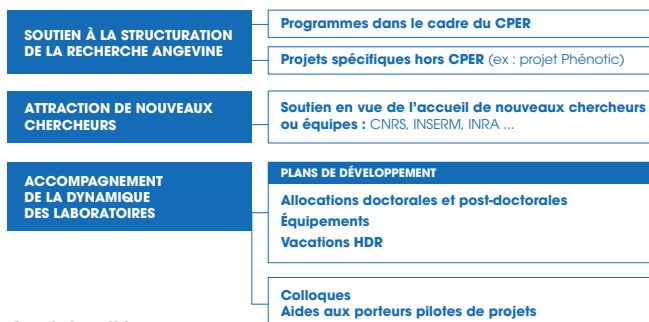 SOUTIEN À LA STRUCTURATION
DE LA RECHERCHE ANGEVINE
Programmes dans le cadre du CPER
Projets spécifiques hors CPER (ex : projet Phénotic)
ATTRACTION DE NOUVEAUX
CHERCHEURS
Soutien en vue de l'accueil de nouveaux chercheurs
ou équipes : CNRS, INSERM, INRA ...
ACCOMPAGNEMENT
DE LA DYNAMIQUE
DES LABORATOIRES
PLANS DE DÉVELOPPEMENT
Allocations doctorales et post-doctorales
Équipements
Vacations HDR
Colloques
Aides aux porteurs pilotes de projets